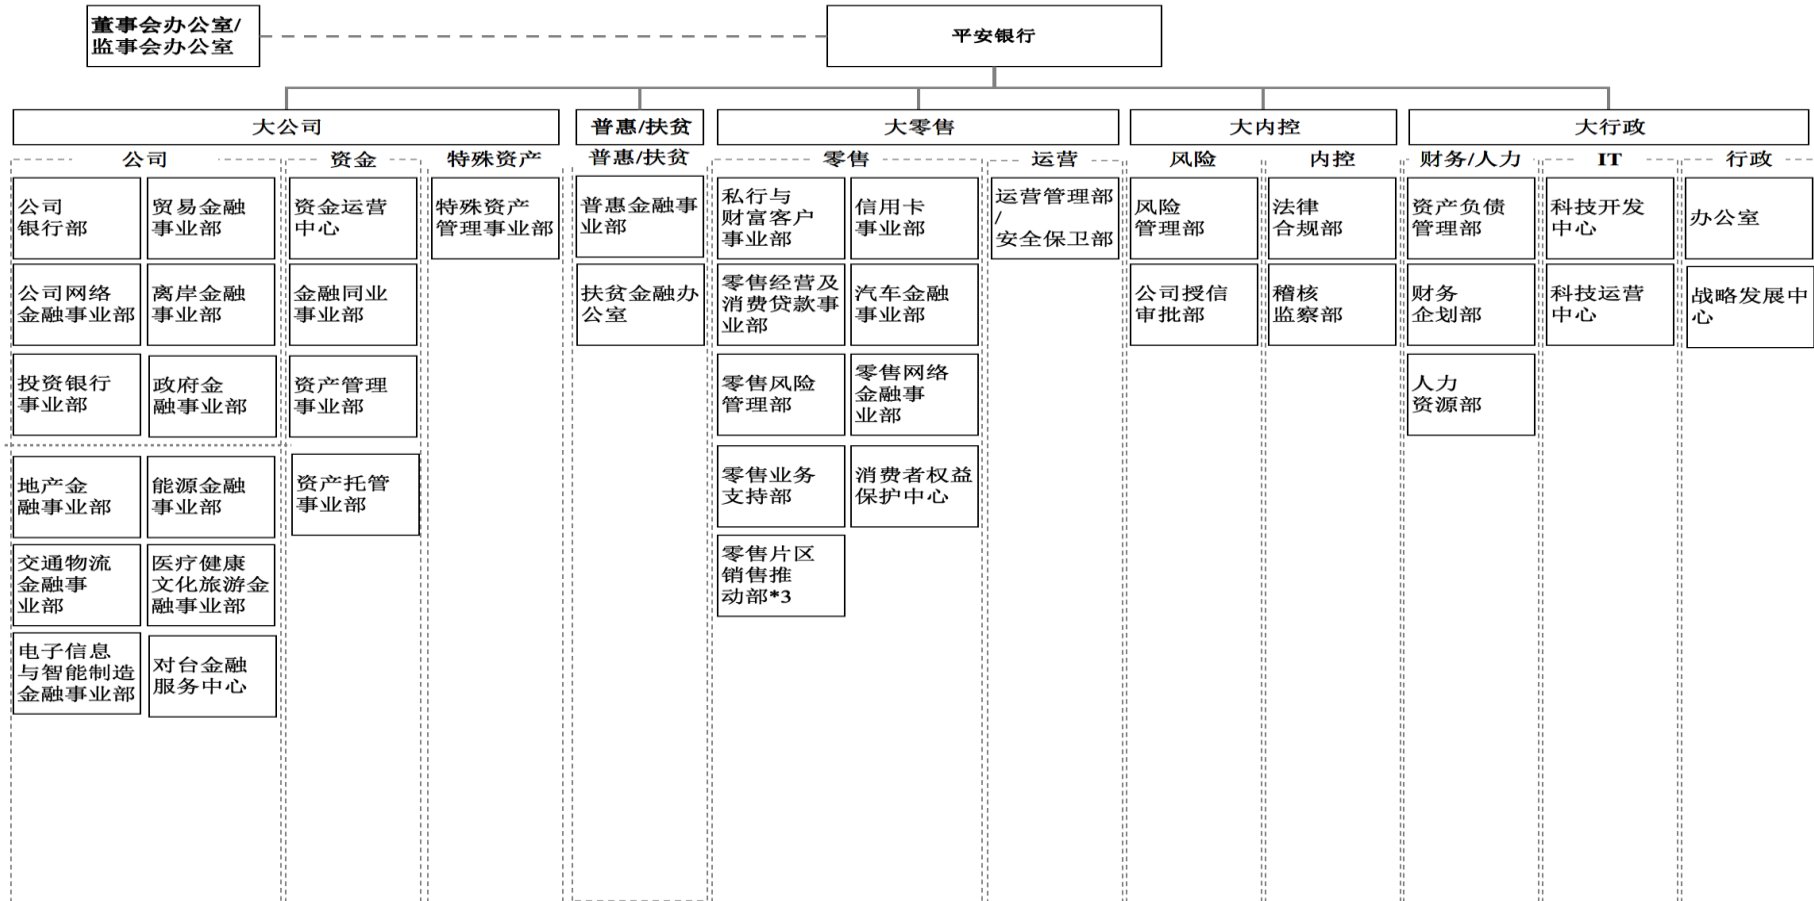 董事会办公室/
监事会办公室
平安银行
大公司
普惠/扶贫
大零售
大内控
大行政
公司
资金
特殊资产
普惠/扶贫
零售
运营
风险
内控
财务/人力
IT
行政
公司
银行部
贸易金融
事业部
资金运营
中心
特殊资产
管理事业部
普惠金融事
业部
私行与
财富客户
事业部
信用卡
事业部
运营管理部
/
安全保卫部
风险
管理部
法律
合规部
资产负债
管理部
科技开发
中心
办公室
公司网络
金融事业部
离岸金融
事业部
金融同业
事业部
扶贫金融办
公室
零售经营及
消费贷款事
业部
汽车金融
事业部
公司授信
审批部
稽核
监察部
财务
企划部
科技运营
中心
战略发展中
心
投资银行
事业部
政府金
融事业部
资产管理
事业部
零售风险
管理部
零售网络
金融事
业部
人力
资源部
地产金
融事业部
能源金融
事业部
资产托管
事业部
零售业务
支持部
消费者权益
保护中心
交通物流
金融事
业部
医疗健康
文化旅游金
融事业部
零售片区
销售推
动部*3
电子信息
与智能制造
金融事业部
对台金融
服务中心